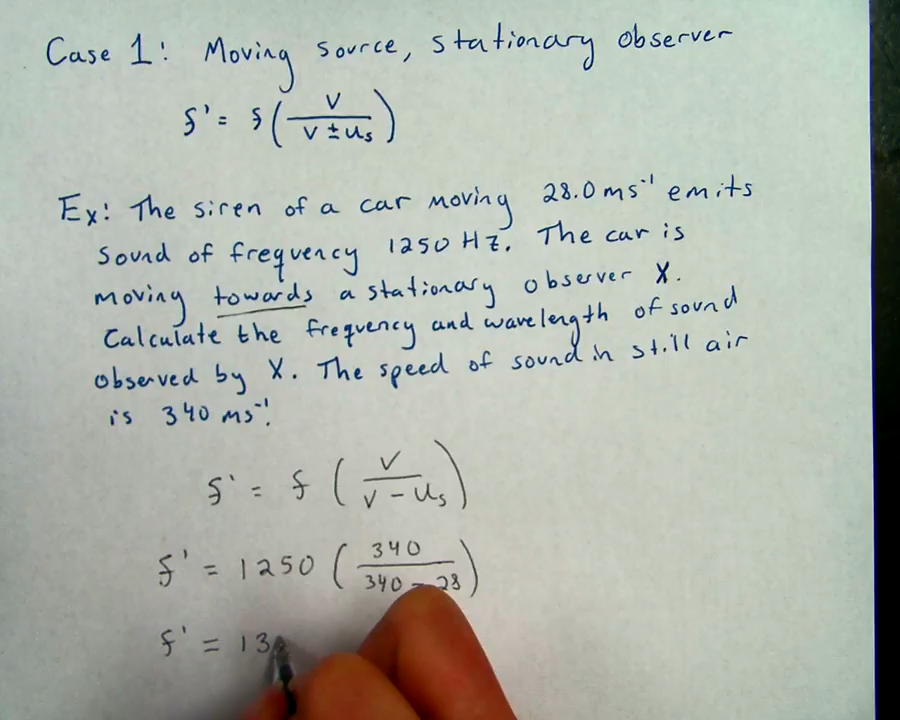 Case 1: Moving source, stationary observer
f' = f ( v / v ± us )
Ex: The siren of a car moving 28.0 ms⁻¹ emits
sound of frequency 1250 Hz. The car is
moving towards a stationary observer X.
Calculate the frequency and wavelength of sound
observed by X. The speed of sound in still air
is 340 ms⁻¹.
f' = f ( v / v - us )
f' = 1250 ( 340 / 340 - 28 )
f' = 13